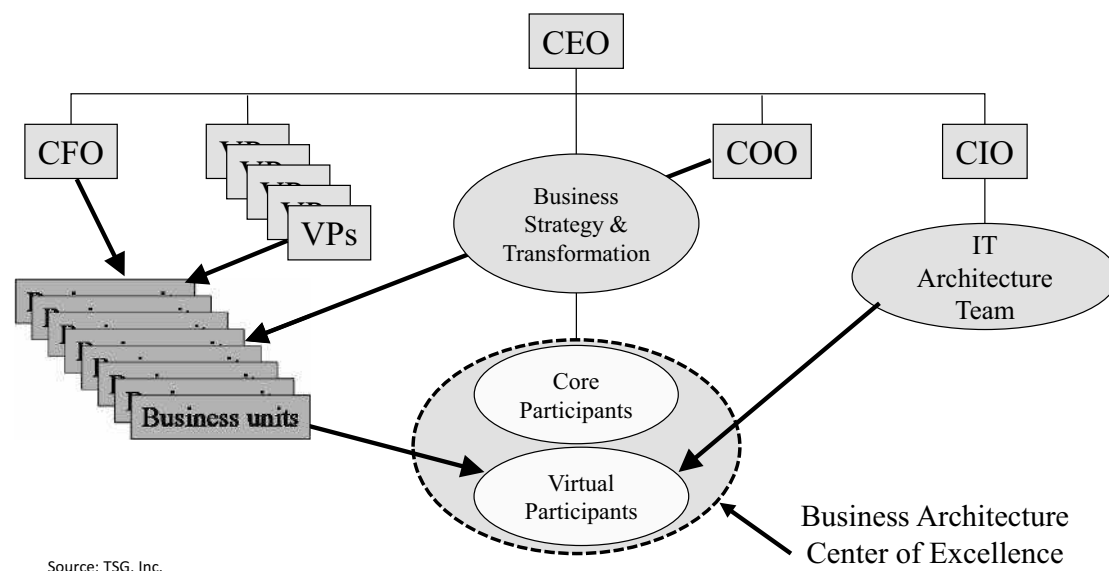 CEO
CFO
VPs
COO
CIO
Business
Strategy &
Transformation
IT
Architecture
Team
Business units
Core
Participants
Virtual
Participants
Business Architecture
Center of Excellence
Source: TSG, Inc.